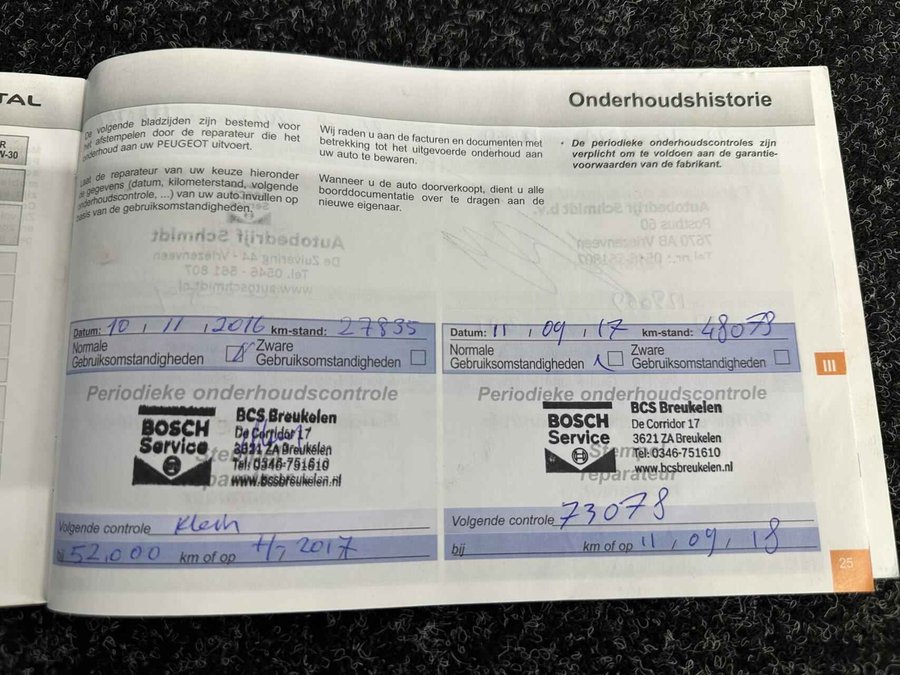 TAL
W-30
Onderhoudshistorie
De volgende bladzijden zijn bestemd voor
het afstempelen door de reparateur die het
onderhoud aan uw PEUGEOT uitvoert.
Laat de reparateur van uw keuze hieronder
de gegevens (datum, kilometerstand, volgende
onderhoudscontrole, ...) van uw auto invullen op
basis van de gebruiksomstandigheden.
Wij raden u aan de facturen en documenten met
betrekking tot het uitgevoerde onderhoud aan
uw auto te bewaren.
Wanneer u de auto doorverkoopt, dient u alle
boorddocumentatie over te dragen aan de
nieuwe eigenaar.
• De periodieke onderhoudscontroles zijn
verplicht om te voldoen aan de garantie-
voorwaarden van de fabrikant.
Datum: 10 , 11 , 2016 km-stand: 27835
Normale
Gebruiksomstandigheden
Zware
Gebruiksomstandigheden
Periodieke onderhoudscontrole
BOSCH
Service
BCS Breukelen
De Corridor 17
3621 ZA Breukelen
Tel: 0346-751610
www.bcsbreukelen.nl
Volgende controle
bij 52.000 km of op 2017
Datum: 11 , 09 , 17 km-stand: 48078
Normale
Gebruiksomstandigheden
Zware
Gebruiksomstandigheden
Periodieke onderhoudscontrole
BOSCH
Service
BCS Breukelen
De Corridor 17
3621 ZA Breukelen
Tel: 0346-751610
www.bcsbreukelen.nl
Stempel
reparateur
Volgende controle 73078
bij km of op 11 , 09 , 18
III
25